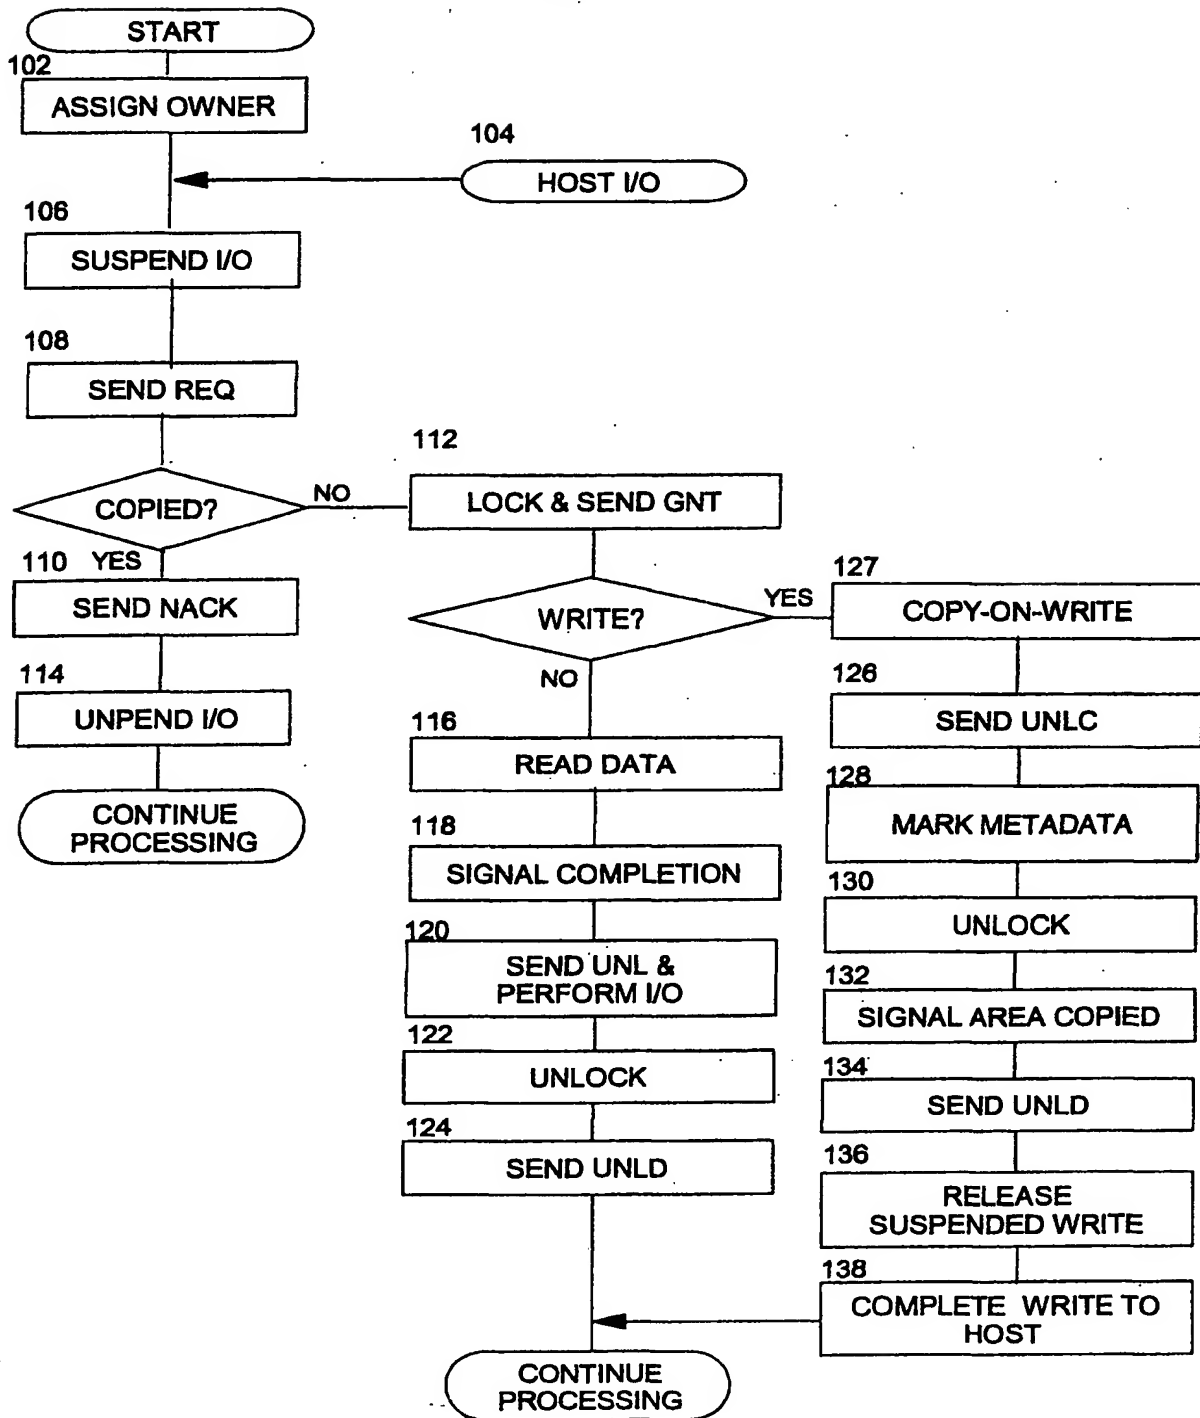 START
102
ASSIGN OWNER
104
HOST I/O
106
SUSPEND I/O
108
SEND REQ
COPIED?
NO
YES
110
SEND NACK
114
UNPEND I/O
CONTINUE
PROCESSING
112
LOCK & SEND GNT
WRITE?
YES
NO
116
READ DATA
118
SIGNAL COMPLETION
120
SEND UNL &
PERFORM I/O
122
UNLOCK
124
SEND UNLD
127
COPY-ON-WRITE
126
SEND UNLC
128
MARK METADATA
130
UNLOCK
132
SIGNAL AREA COPIED
134
SEND UNLD
136
RELEASE
SUSPENDED WRITE
138
COMPLETE WRITE TO
HOST
CONTINUE
PROCESSING